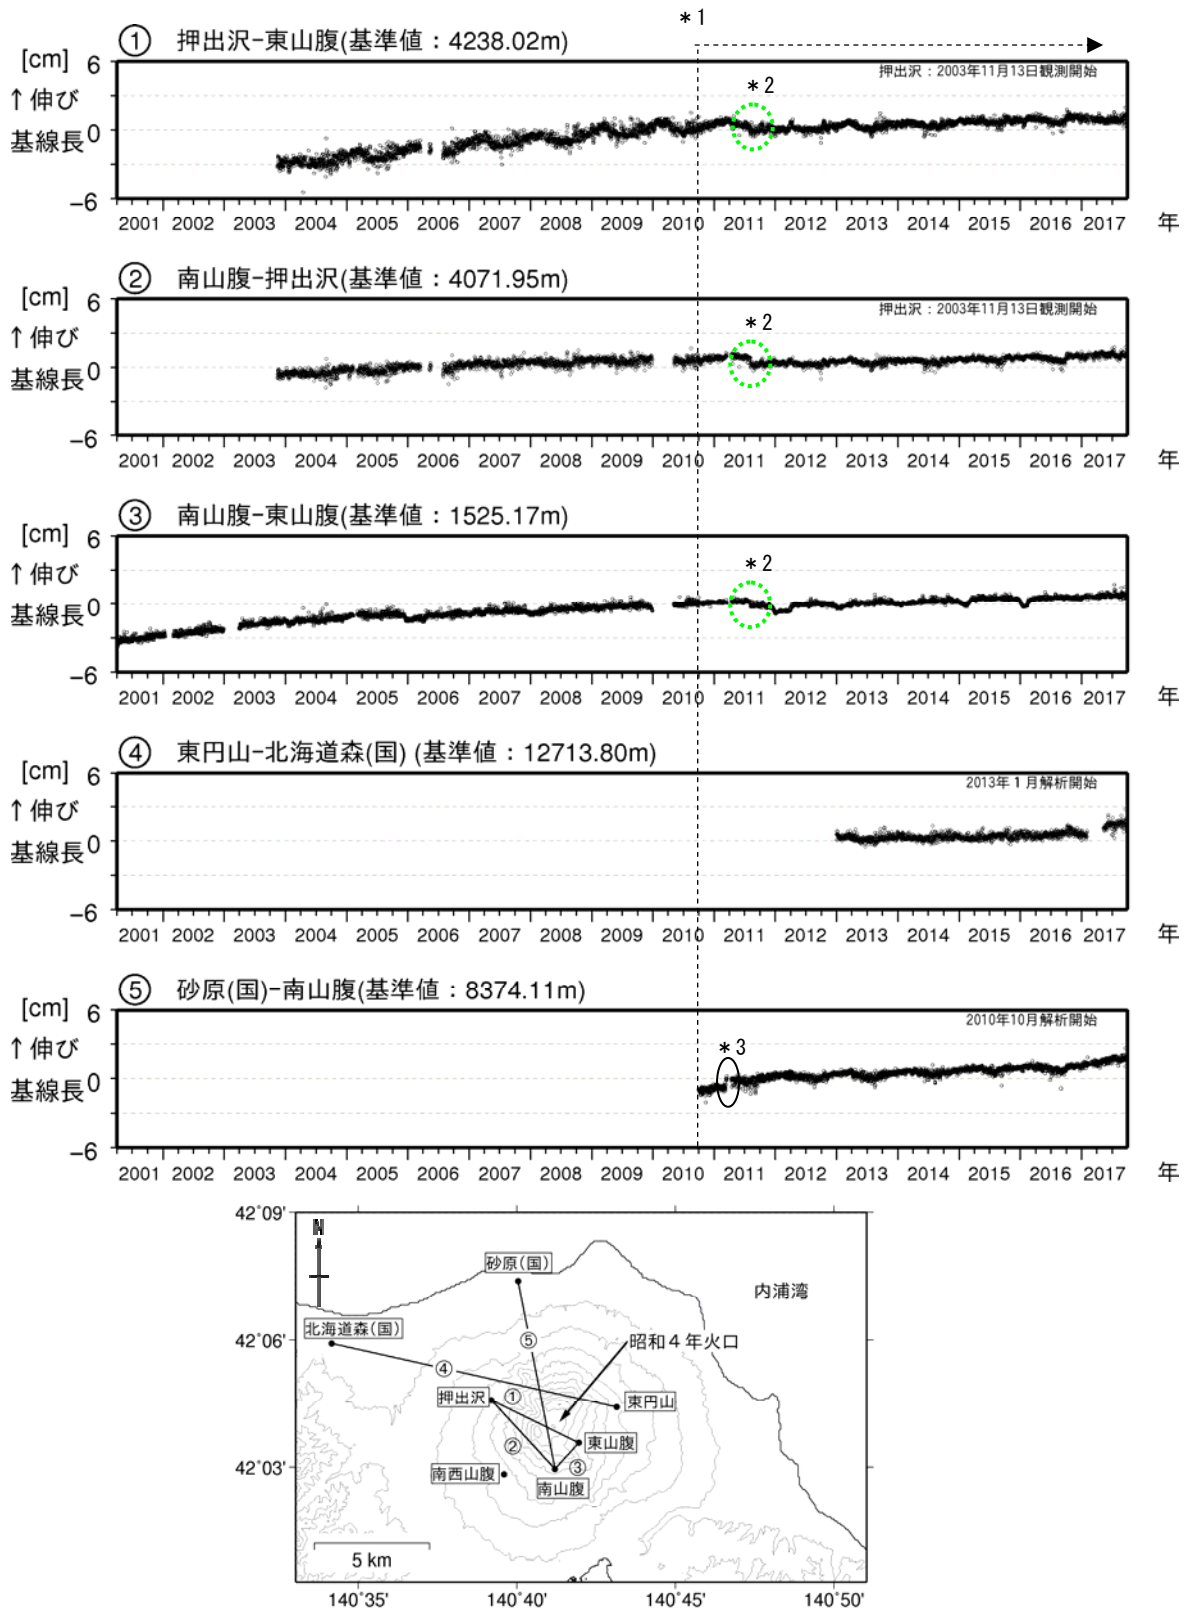 ＊1
① 押出沢−東山腹(基準値：4238.02m)
[cm] 6
↑伸び
基線長 0
−6
押出沢：2003年11月13日観測開始
＊2
2001 2002 2003 2004 2005 2006 2007 2008 2009 2010 2011 2012 2013 2014 2015 2016 2017 年
② 南山腹−押出沢(基準値：4071.95m)
[cm] 6
↑伸び
基線長 0
−6
押出沢：2003年11月13日観測開始
＊2
2001 2002 2003 2004 2005 2006 2007 2008 2009 2010 2011 2012 2013 2014 2015 2016 2017 年
③ 南山腹−東山腹(基準値：1525.17m)
[cm] 6
↑伸び
基線長 0
−6
＊2
2001 2002 2003 2004 2005 2006 2007 2008 2009 2010 2011 2012 2013 2014 2015 2016 2017 年
④ 東円山−北海道森(国) (基準値：12713.80m)
[cm] 6
↑伸び
基線長 0
−6
2013年１月解析開始
2001 2002 2003 2004 2005 2006 2007 2008 2009 2010 2011 2012 2013 2014 2015 2016 2017 年
⑤ 砂原(国)−南山腹(基準値：8374.11m)
[cm] 6
↑伸び
基線長 0
−6
2010年10月解析開始
＊3
2001 2002 2003 2004 2005 2006 2007 2008 2009 2010 2011 2012 2013 2014 2015 2016 2017 年
42°09'
N
砂原(国)
内浦湾
北海道森(国)
42°06'
⑤
昭和４年火口
④
押出沢
①
東円山
②
東山腹
42°03'
南西山腹
③
南山腹
5 km
140°35' 140°40' 140°45' 140°50'